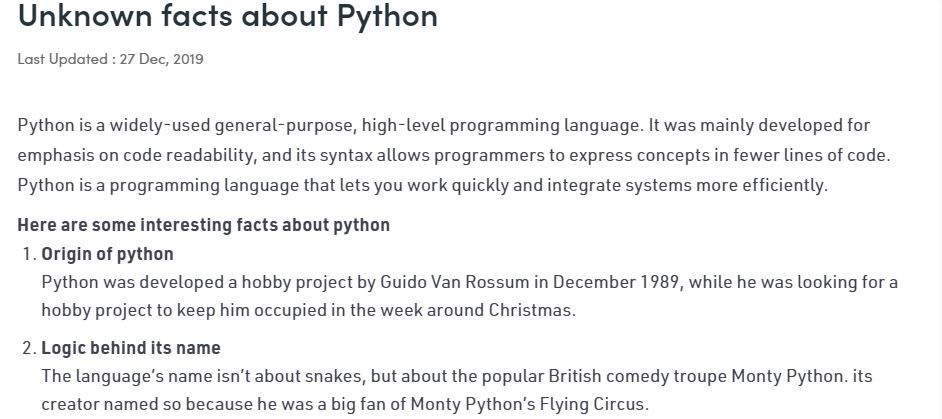 Unknown facts about Python
Last Updated : 27 Dec, 2019
Python is a widely-used general-purpose, high-level programming language. It was mainly developed for
emphasis on code readability, and its syntax allows programmers to express concepts in fewer lines of code.
Python is a programming language that lets you work quickly and integrate systems more efficiently.
Here are some interesting facts about python
1. Origin of python
Python was developed a hobby project by Guido Van Rossum in December 1989, while he was looking for a
hobby project to keep him occupied in the week around Christmas.
2. Logic behind its name
The language’s name isn’t about snakes, but about the popular British comedy troupe Monty Python. its
creator named so because he was a big fan of Monty Python’s Flying Circus.